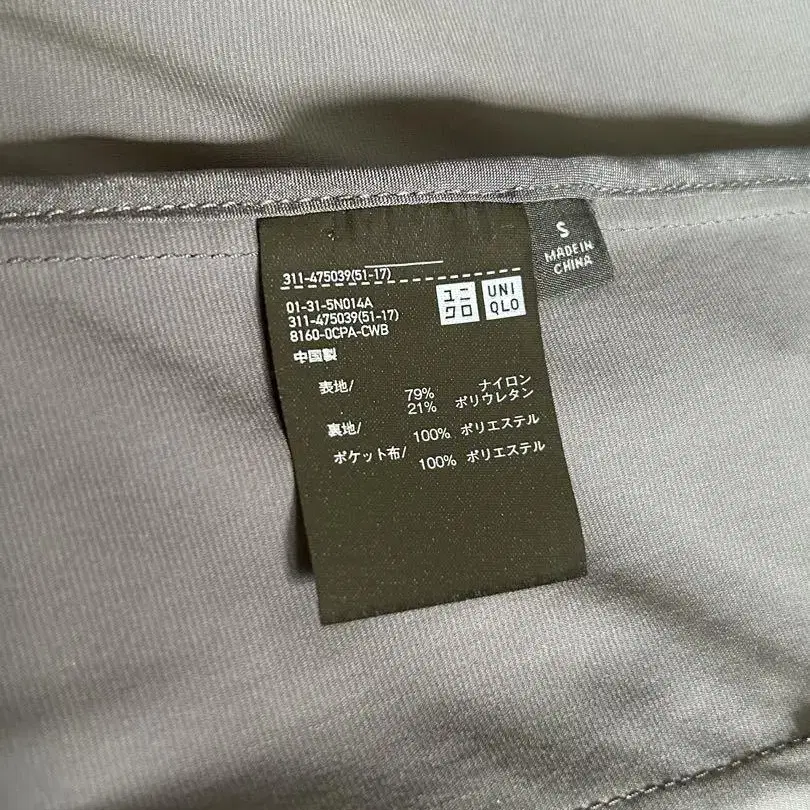 311-475039(51-17)
01-31-5N014A
311-475039(51-17)
8160-0CPA-CWB
ユニ
クロ
UNI
QLO
中国製
表地/
79% ナイロン
21% ポリウレタン
裏地/
100% ポリエステル
ポケット布/
100% ポリエステル
S
MADE IN
CHINA